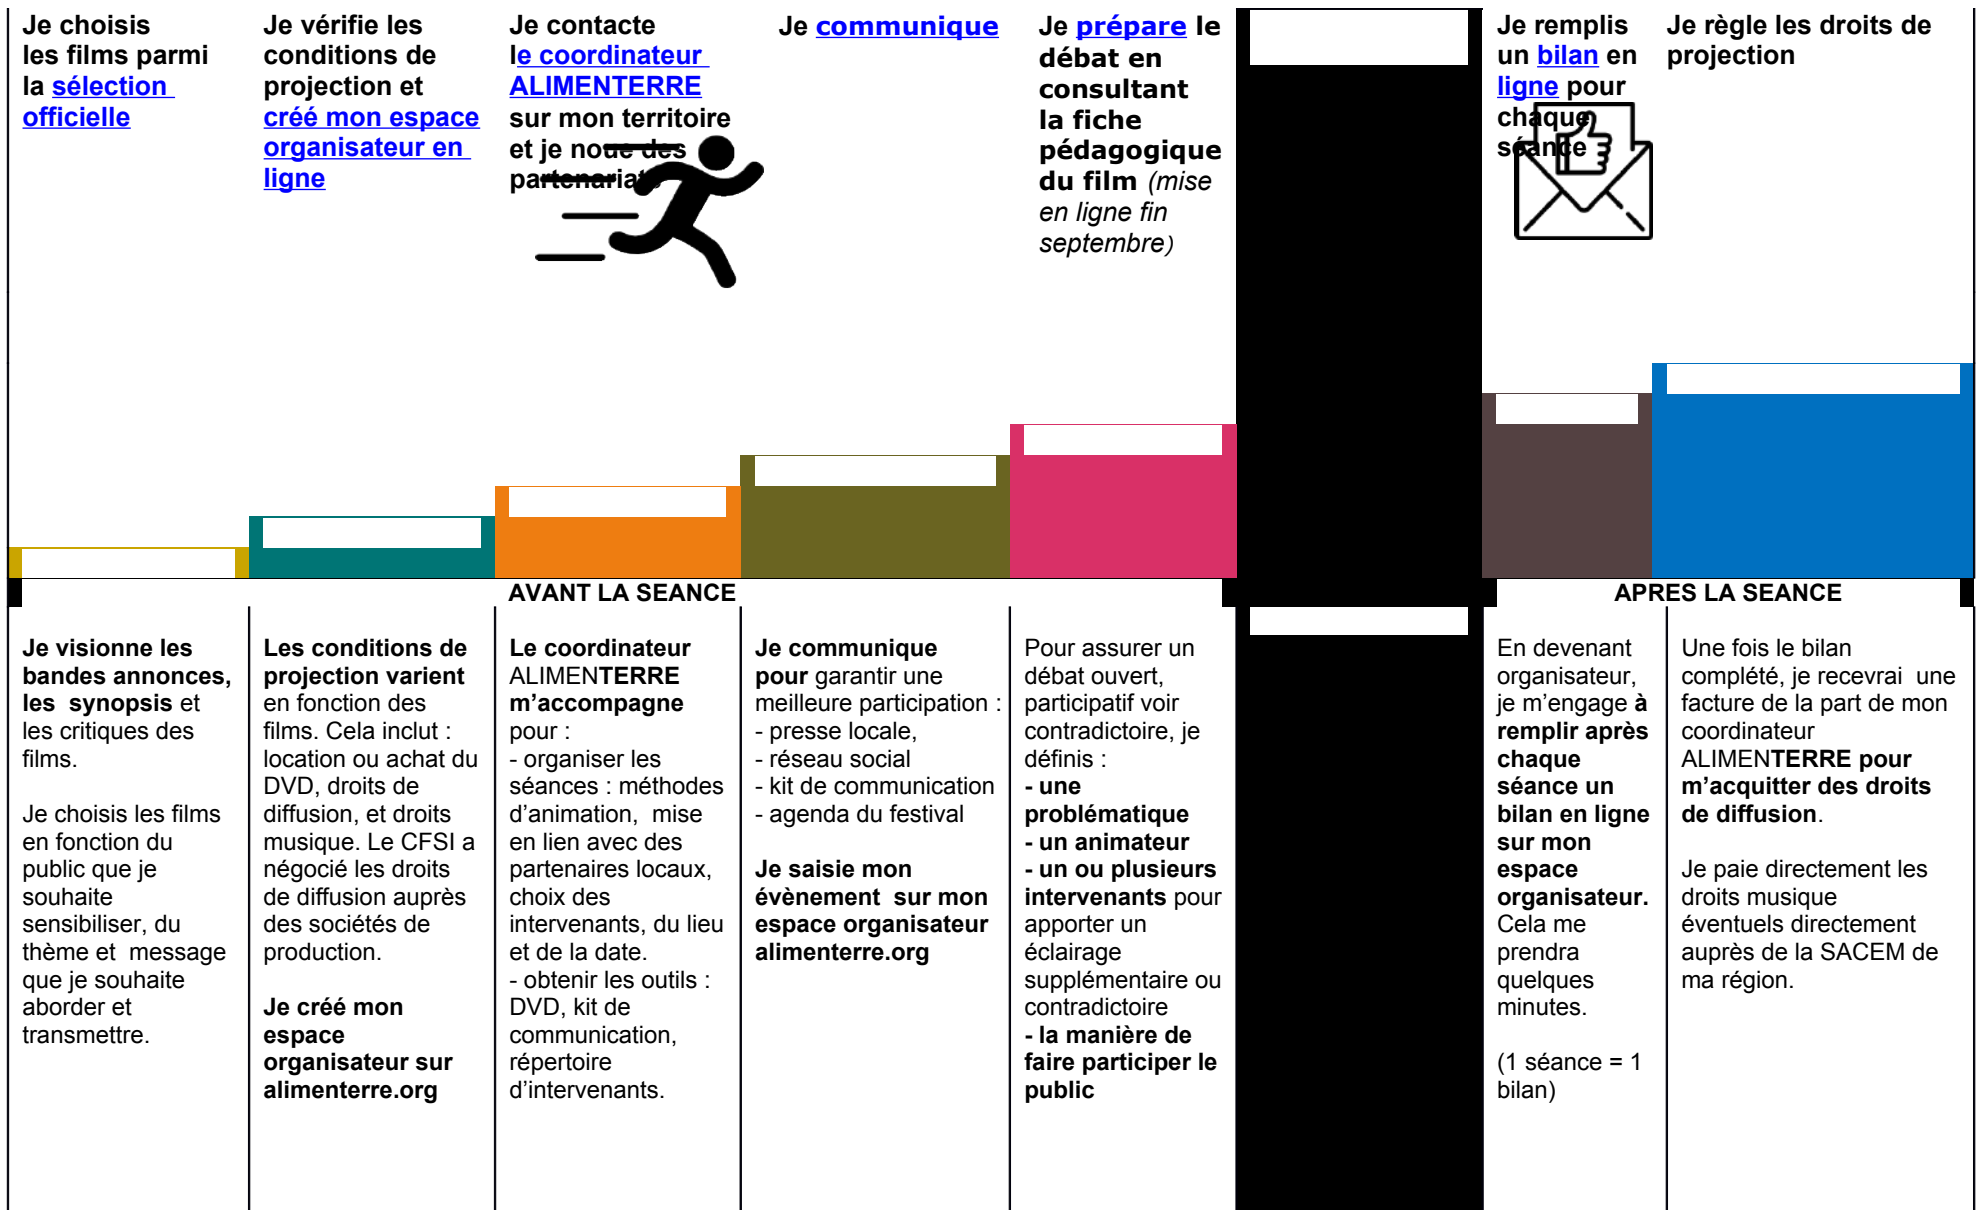 Je choisis
les films parmi
la sélection
officielle
Je vérifie les
conditions de
projection et
créé mon espace
organisateur en
ligne
Je contacte
le coordinateur
ALIMENTERRE
sur mon territoire
et je noue des
partenariats
Je communique
Je prépare le
débat en
consultant
la fiche
pédagogique
du film (mise
en ligne fin
septembre)
Je remplis
un bilan en
ligne pour
chaque
séance
Je règle les droits de
projection
AVANT LA SEANCE
APRES LA SEANCE
Je visionne les
bandes annonces,
les synopsis et
les critiques des
films.
Je choisis les films
en fonction du
public que je
souhaite
sensibiliser, du
thème et message
que je souhaite
aborder et
transmettre.
Les conditions de
projection varient
en fonction des
films. Cela inclut :
location ou achat du
DVD, droits de
diffusion, et droits
musique. Le CFSI a
négocié les droits
de diffusion auprès
des sociétés de
production.
Je créé mon
espace
organisateur sur
alimenterre.org
Le coordinateur
ALIMENTERRE
m’accompagne
pour :
- organiser les
séances : méthodes
d’animation, mise
en lien avec des
partenaires locaux,
choix des
intervenants, du lieu
et de la date.
- obtenir les outils :
DVD, kit de
communication,
répertoire
d’intervenants.
Je communique
pour garantir une
meilleure participation :
- presse locale,
- réseau social
- kit de communication
- agenda du festival
Je saisie mon
évènement sur mon
espace organisateur
alimenterre.org
Pour assurer un
débat ouvert,
participatif voir
contradictoire, je
définis :
- une
problématique
- un animateur
- un ou plusieurs
intervenants pour
apporter un
éclairage
supplémentaire ou
contradictoire
- la manière de
faire participer le
public
En devenant
organisateur,
je m’engage à
remplir après
chaque
séance un
bilan en ligne
sur mon
espace
organisateur.
Cela me
prendra
quelques
minutes.
(1 séance = 1
bilan)
Une fois le bilan
complété, je recevrai une
facture de la part de mon
coordinateur
ALIMENTERRE pour
m’acquitter des droits
de diffusion.
Je paie directement les
droits musique
éventuels directement
auprès de la SACEM de
ma région.